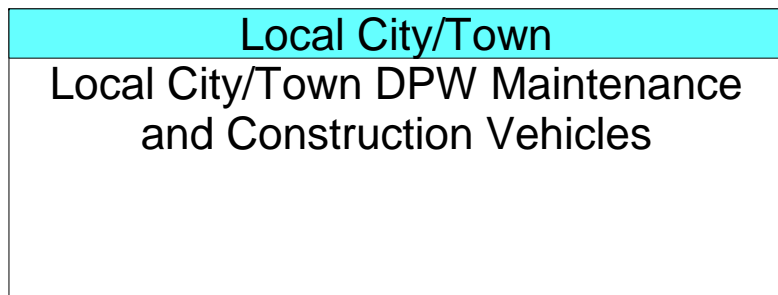 Local City/Town
Local City/Town DPW Maintenance
and Construction Vehicles